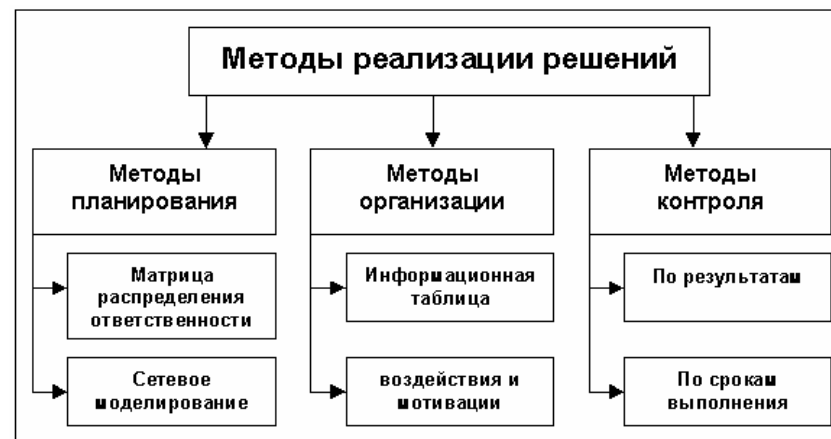 Методы реализации решений
Методы
планирования
Методы
организации
Методы
контроля
Матрица
распределения
ответственности
Информационная
таблица
По результатам
Сетевое
моделирование
воздействия и
мотивации
По срокам
выполнения